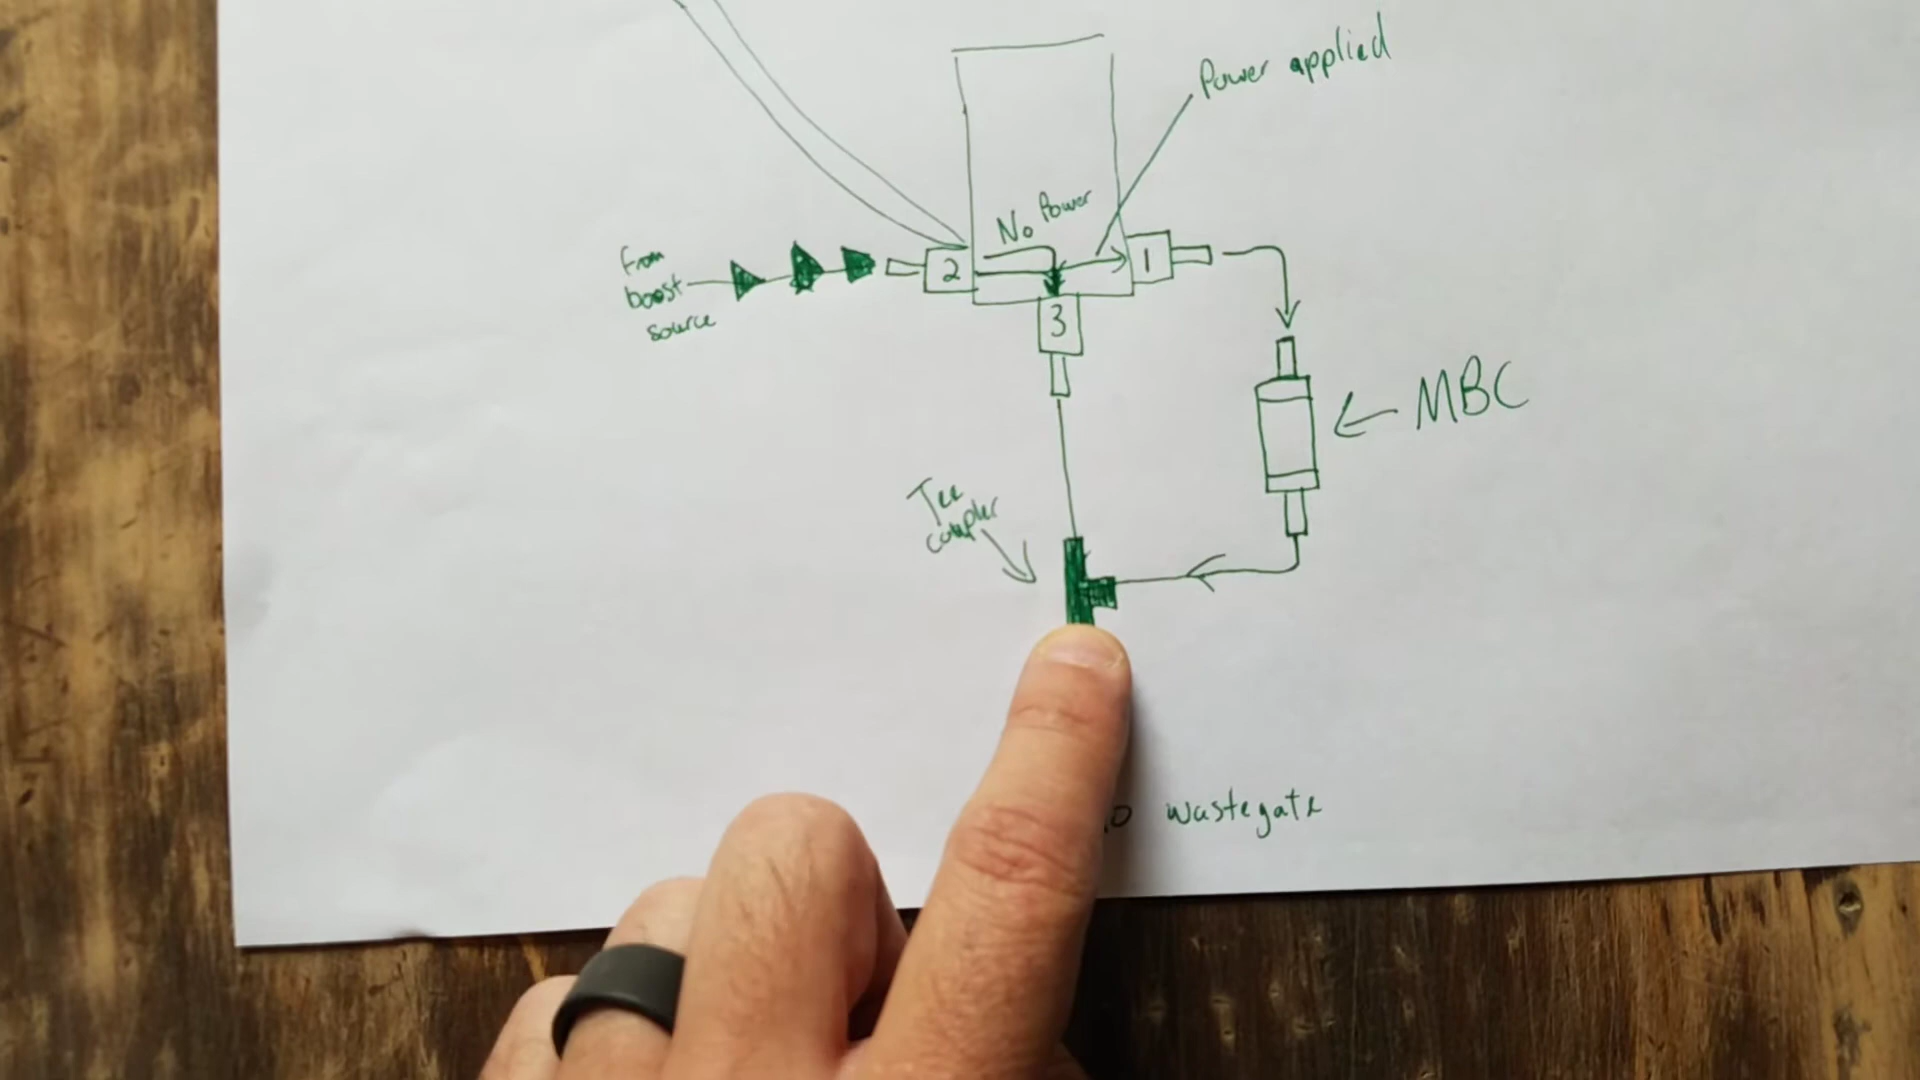 Power applied
No Power
from
boost
source
2
1
3
MBC
Tee
coupler
wastegate